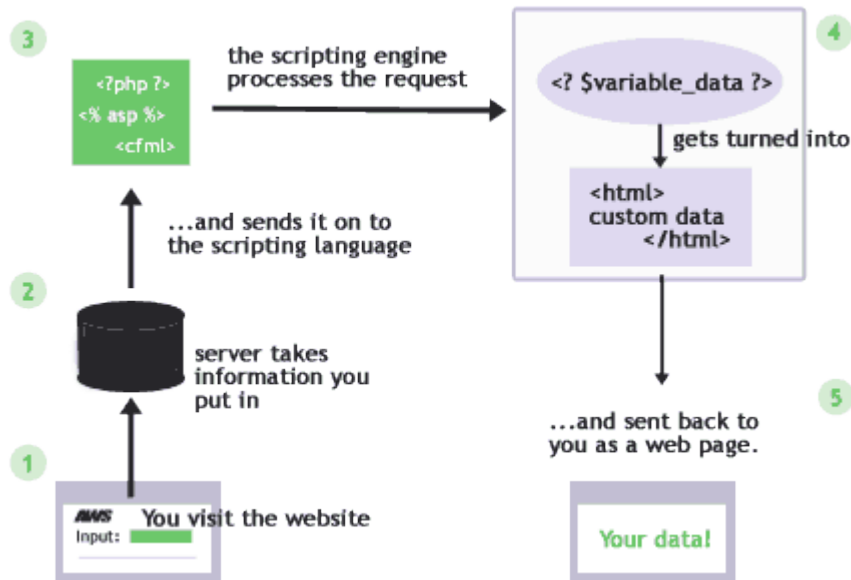 3
<?php ?>
<% asp %>
<cfml>
the scripting engine
processes the request
4
<? $variable_data ?>
gets turned into
<html>
custom data
</html>
...and sends it on to
the scripting language
2
server takes
information you
put in
1
AWS
You visit the website
Input:
5
...and sent back to
you as a web page.
Your data!